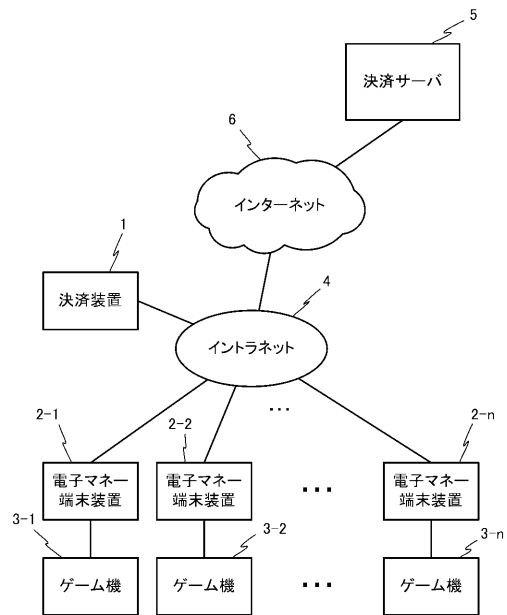 5
決済サーバ
6
インターネット
1
決済装置
4
イントラネット
...
2-1
2-2
2-n
電子マネー
端末装置
電子マネー
端末装置
...
電子マネー
端末装置
3-1
3-2
3-n
ゲーム機
ゲーム機
...
ゲーム機